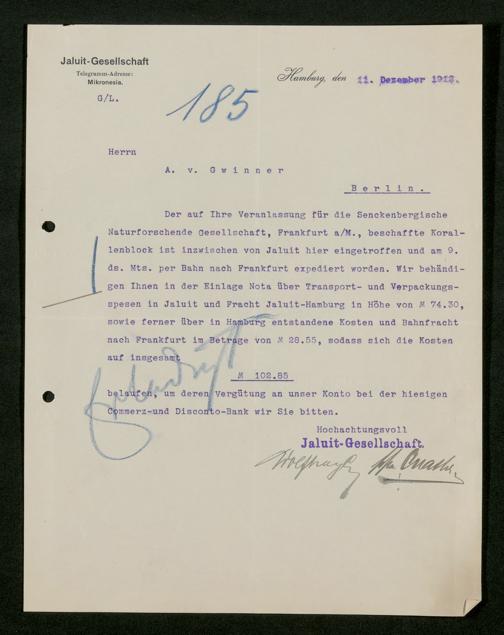 Jaluit-Gesellschaft
Telegramm-Adresse:
Mikronesia.
G/L.
Hamburg, den 11. Dezember 1912.
185
Herrn
A. v. Gwinner
Berlin.
Der auf Ihre Veranlassung für die Senckenbergische
Naturforschende Gesellschaft, Frankfurt a/M., beschaffte Koral-
lenblock ist inzwischen von Jaluit hier eingetroffen und am 9.
ds. Mts. per Bahn nach Frankfurt expediert worden. Wir behändi-
gen Ihnen in der Einlage Nota über Transport- und Verpackungs-
spesen in Jaluit und Fracht Jaluit-Hamburg in Höhe von M 74.30,
sowie ferner über in Hamburg entstandene Kosten und Bahnfracht
nach Frankfurt im Betrage von M 28.55, sodass sich die Kosten
auf insgesamt
M 102.85
belaufen, um deren Vergütung an unser Konto bei der hiesigen
Commerz-und Disconto-Bank wir Sie bitten.
Hochachtungsvoll
Jaluit-Gesellschaft.